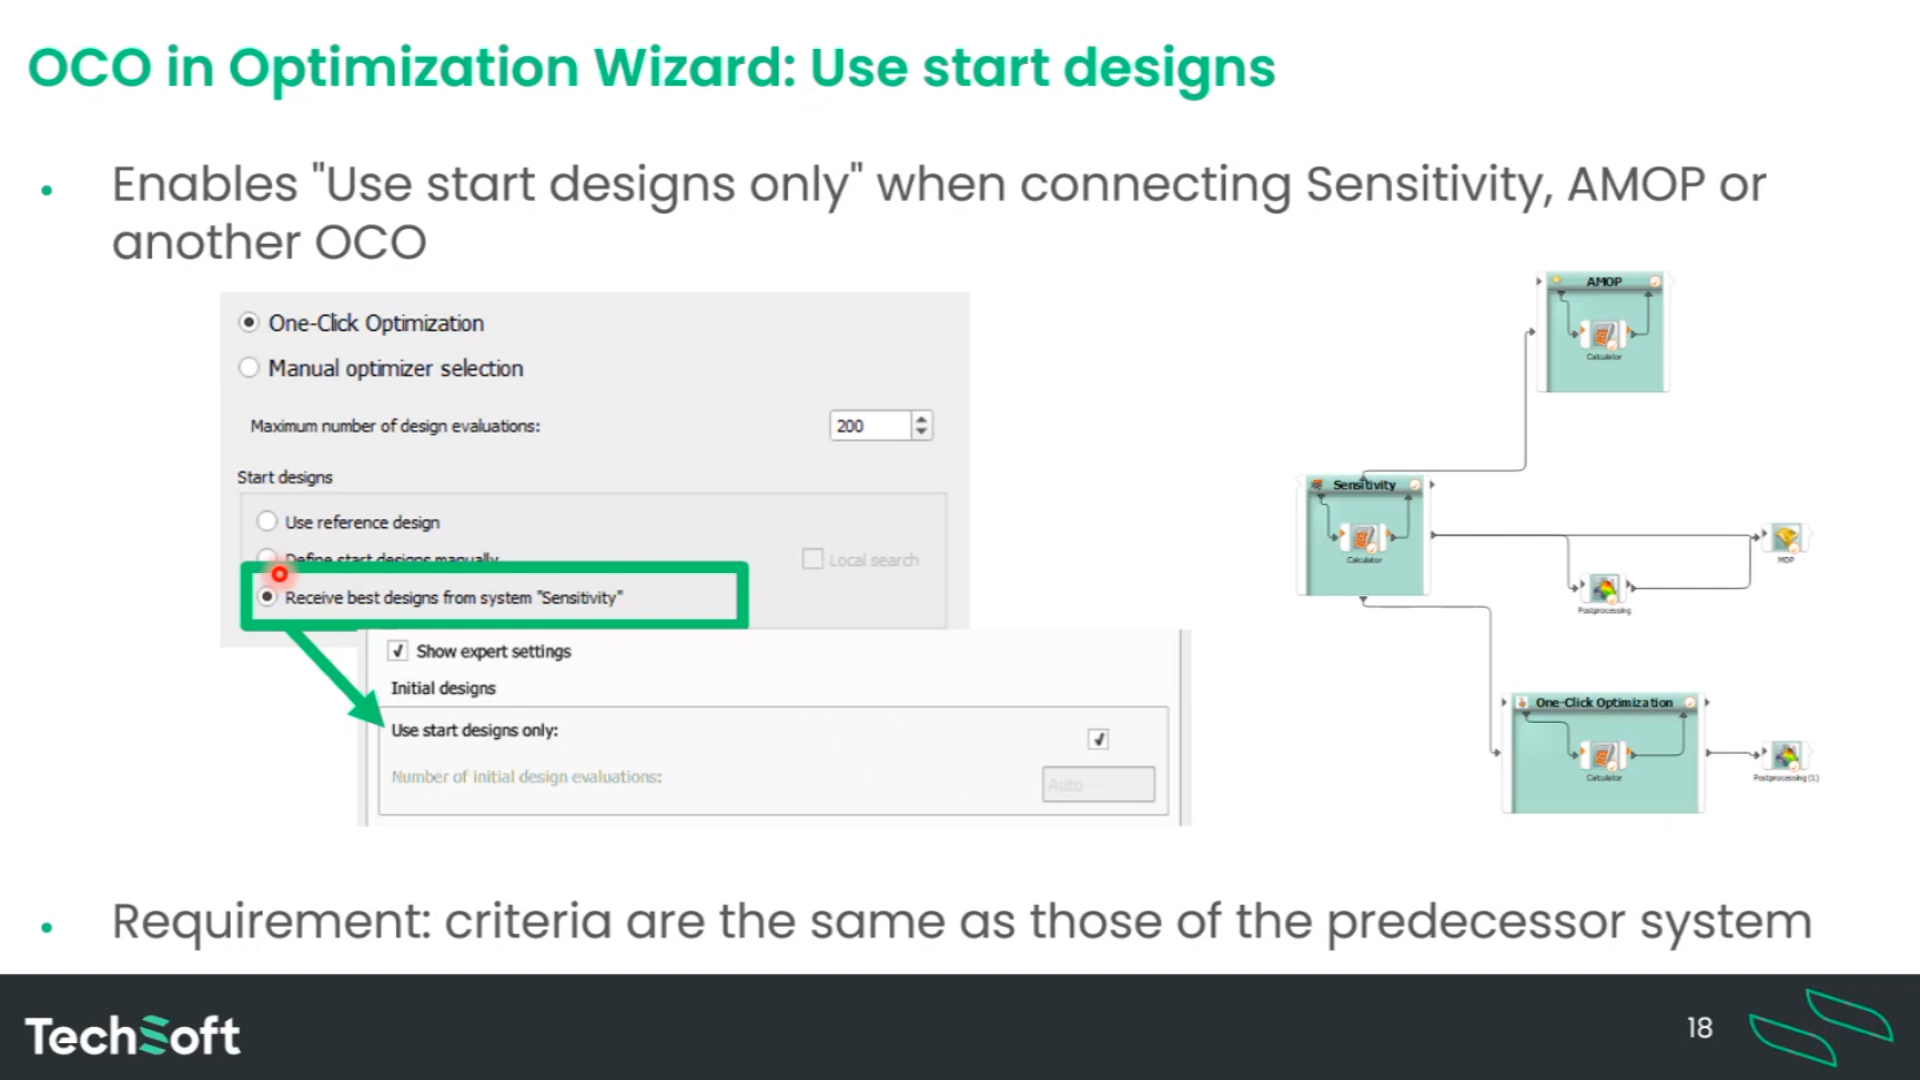 OCO in Optimization Wizard: Use start designs
• Enables "Use start designs only" when connecting Sensitivity, AMOP or
another OCO
One-Click Optimization
Manual optimizer selection
Maximum number of design evaluations:
200
Start designs
Use reference design
Define start designs manually
Local search
Receive best designs from system "Sensitivity"
Show expert settings
Initial designs
Use start designs only:
Number of initial design evaluations:
Auto
AMOP
Calculator
Sensitivity
Calculator
MOP
Postprocessing
One-Click Optimization
Calculator
Postprocessing (1)
• Requirement: criteria are the same as those of the predecessor system
TechSoft
18